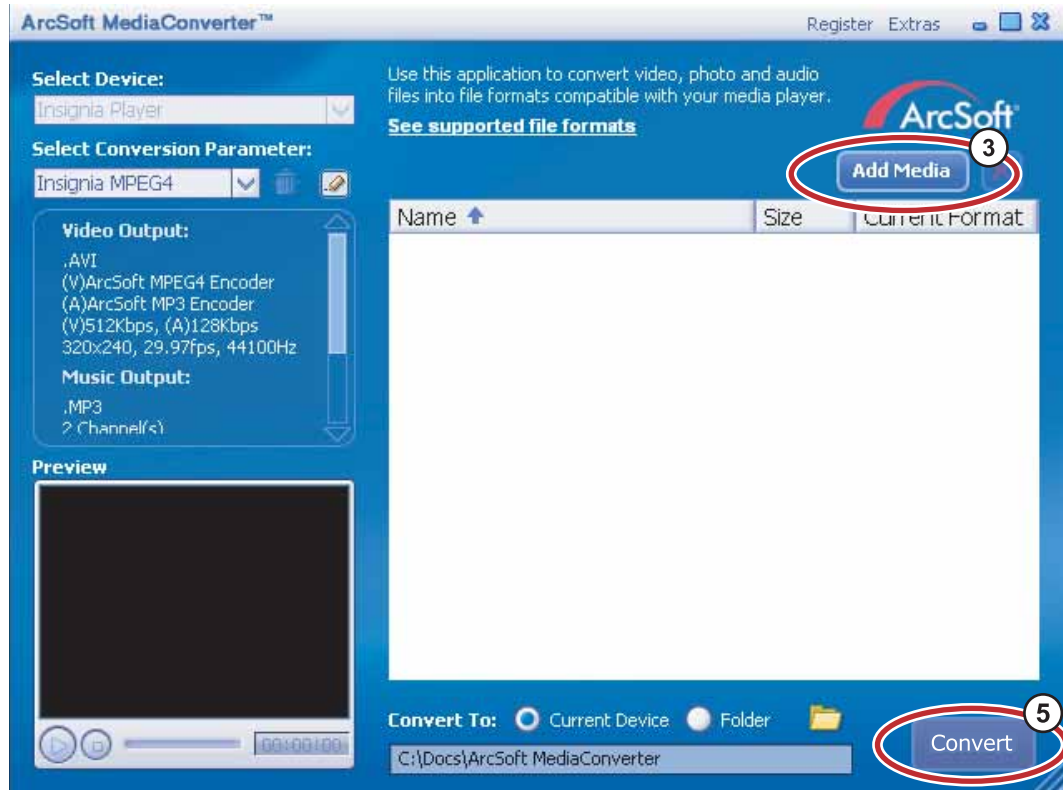 ArcSoft MediaConverter™
Register Extras
Select Device:
Insignia Player
Select Conversion Parameter:
Insignia MPEG4
Video Output:
.AVI
(V)ArcSoft MPEG4 Encoder
(A)ArcSoft MP3 Encoder
(V)512Kbps, (A)128Kbps
320x240, 29.97fps, 44100Hz
Music Output:
.MP3
2 Channel(s)
Preview
00:00:00
Use this application to convert video, photo and audio
files into file formats compatible with your media player.
See supported file formats
ArcSoft
3
Add Media
Name Size Current Format
Convert To: Current Device Folder
C:\Docs\ArcSoft MediaConverter
5
Convert